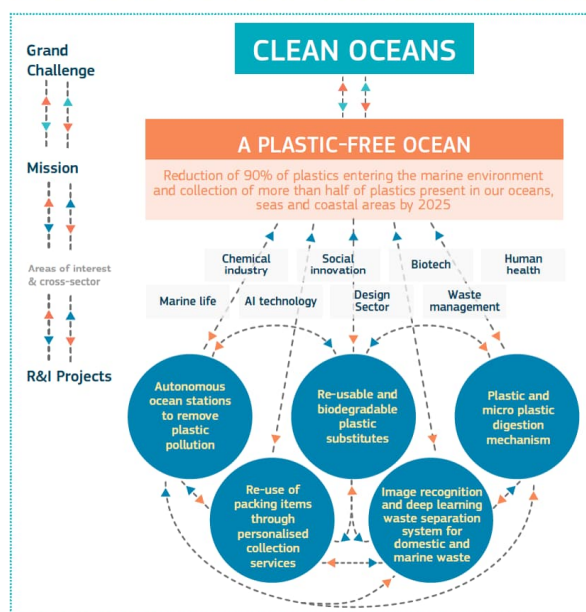 Grand
Challenge
CLEAN OCEANS
A PLASTIC-FREE OCEAN
Mission
Reduction of 90% of plastics entering the marine environment
and collection of more than half of plastics present in our oceans,
seas and coastal areas by 2025
Areas of interest
& cross-sector
Chemical
industry
Social
innovation
Biotech
Human
health
Marine life
AI technology
Design
Sector
Waste
management
R&I Projects
Autonomous
ocean stations
to remove
plastic
pollution
Re-usable and
biodegradable
plastic
substitutes
Plastic and
micro plastic
digestion
mechanism
Re-use of
packing items
through
personalised
collection
services
Image recognition
and deep learning
waste separation
system for
domestic and
marine waste